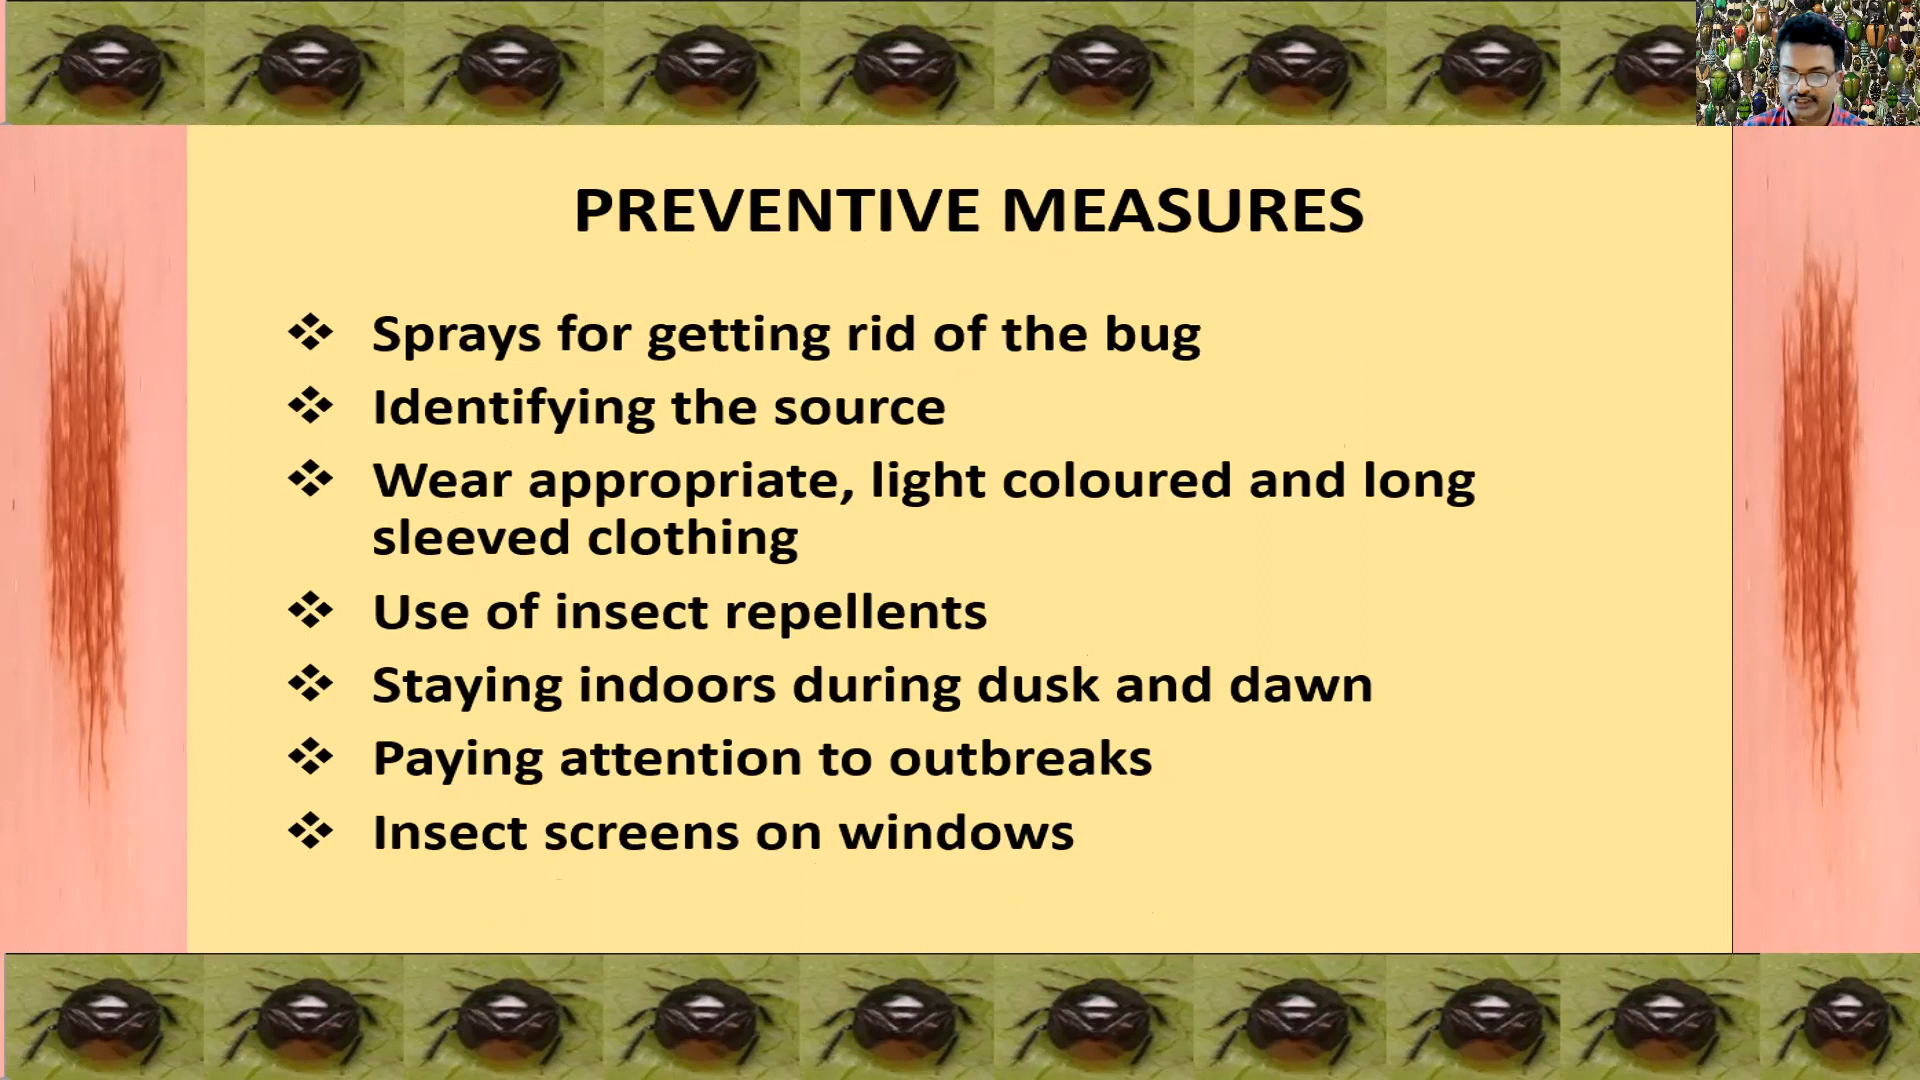 PREVENTIVE MEASURES
❖ Sprays for getting rid of the bug
❖ Identifying the source
❖ Wear appropriate, light coloured and long
sleeved clothing
❖ Use of insect repellents
❖ Staying indoors during dusk and dawn
❖ Paying attention to outbreaks
❖ Insect screens on windows